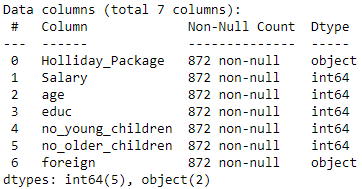 Data columns (total 7 columns):
 #   Column             Non-Null Count  Dtype
---  ------             --------------  -----
 0   Holliday_Package   872 non-null    object
 1   Salary             872 non-null    int64
 2   age                872 non-null    int64
 3   educ               872 non-null    int64
 4   no_young_children  872 non-null    int64
 5   no_older_children  872 non-null    int64
 6   foreign            872 non-null    object
dtypes: int64(5), object(2)